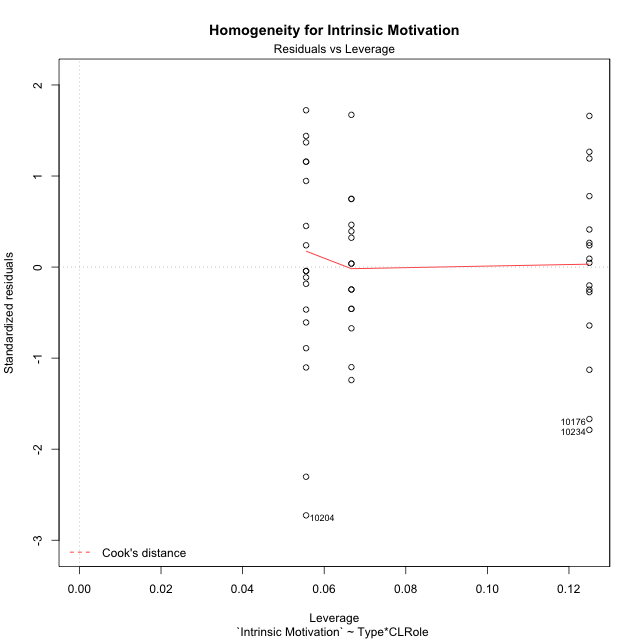 Homogeneity for Intrinsic Motivation
Residuals vs Leverage
2
1
0
-1
-2
-3
Standardized residuals
10176
10234
10204
Cook's distance
0.00 0.02 0.04 0.06 0.08 0.10 0.12
Leverage
`Intrinsic Motivation` ~ Type*CLRole